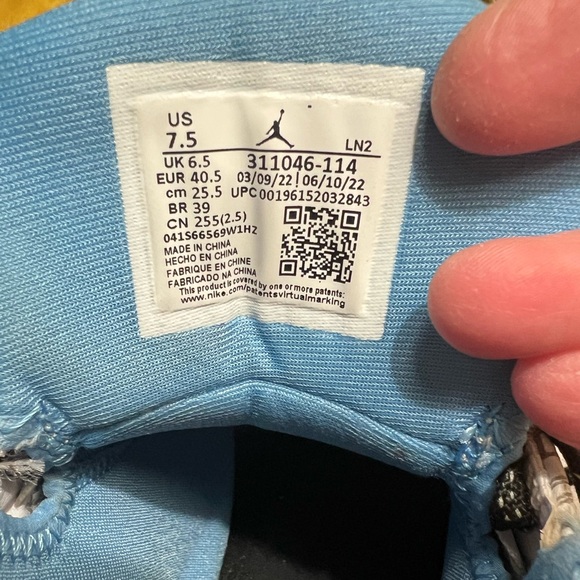 US
7.5
LN2
UK 6.5 311046-114
EUR 40.5 03/09/22 | 06/10/22
cm 25.5 UPC 00196152032843
BR 39
CN 255(2.5)
041S66S69W1HZ
MADE IN CHINA
HECHO EN CHINA
FABRIQUE EN CHINE
FABRICADO NA CHINA
This product is covered by one or more patents:
www.nike.com/patentsvirtualmarking